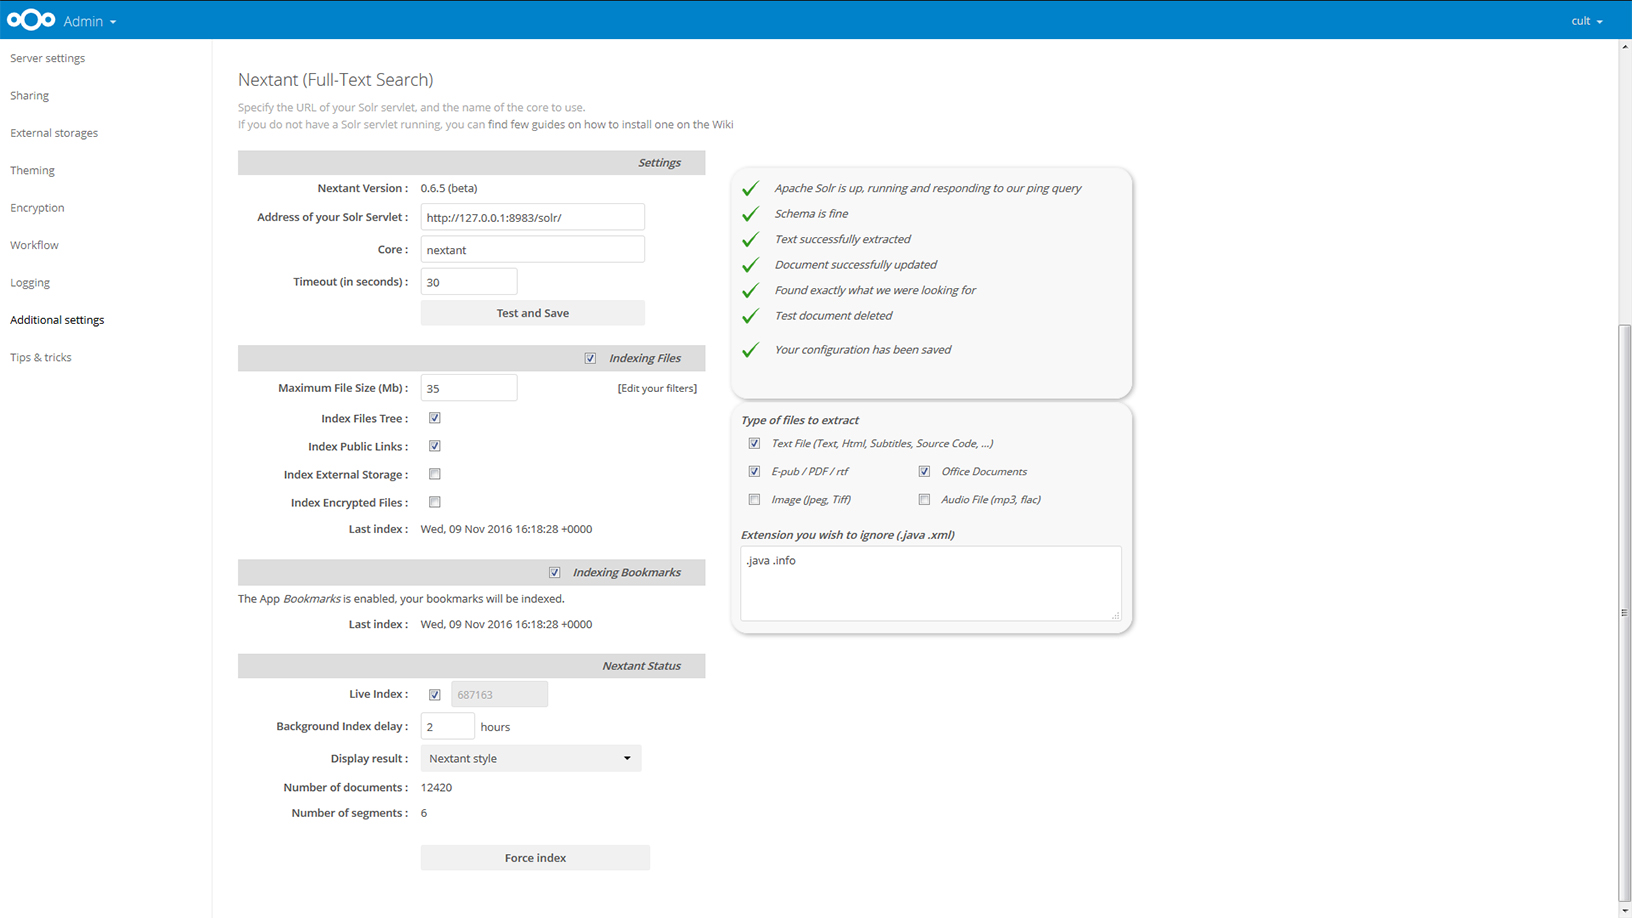 Admin
cult
Server settings
Sharing
External storages
Theming
Encryption
Workflow
Logging
Additional settings
Tips & tricks
Nextant (Full-Text Search)
Specify the URL of your Solr servlet, and the name of the core to use.
If you do not have a Solr servlet running, you can find few guides on how to install one on the Wiki
Settings
Nextant Version : 0.6.5 (beta)
Address of your Solr Servlet : http://127.0.0.1:8983/solr/
Core : nextant
Timeout (in seconds) : 30
Test and Save
Indexing Files
Maximum File Size (Mb) : 35 [Edit your filters]
Index Files Tree :
Index Public Links :
Index External Storage :
Index Encrypted Files :
Last index : Wed, 09 Nov 2016 16:18:28 +0000
Indexing Bookmarks
The App Bookmarks is enabled, your bookmarks will be indexed.
Last index : Wed, 09 Nov 2016 16:18:28 +0000
Nextant Status
Live Index : 687163
Background Index delay : 2 hours
Display result : Nextant style
Number of documents : 12420
Number of segments : 6
Force index
Apache Solr is up, running and responding to our ping query
Schema is fine
Text successfully extracted
Document successfully updated
Found exactly what we were looking for
Test document deleted
Your configuration has been saved
Type of files to extract
Text File (Text, Html, Subtitles, Source Code, ...)
E-pub / PDF / rtf Office Documents
Image (Jpeg, Tiff) Audio File (mp3, flac)
Extension you wish to ignore (.java .xml)
.java .info